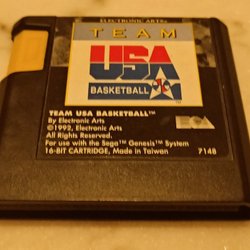 ELECTRONIC ARTS®
TEAM
USA
BASKETBALL
TEAM USA BASKETBALL™
By Electronic Arts
©1992, Electronic Arts
All Rights Reserved.
For use with the Sega™ Genesis™ System
16-BIT CARTRIDGE, Made in Taiwan
7148